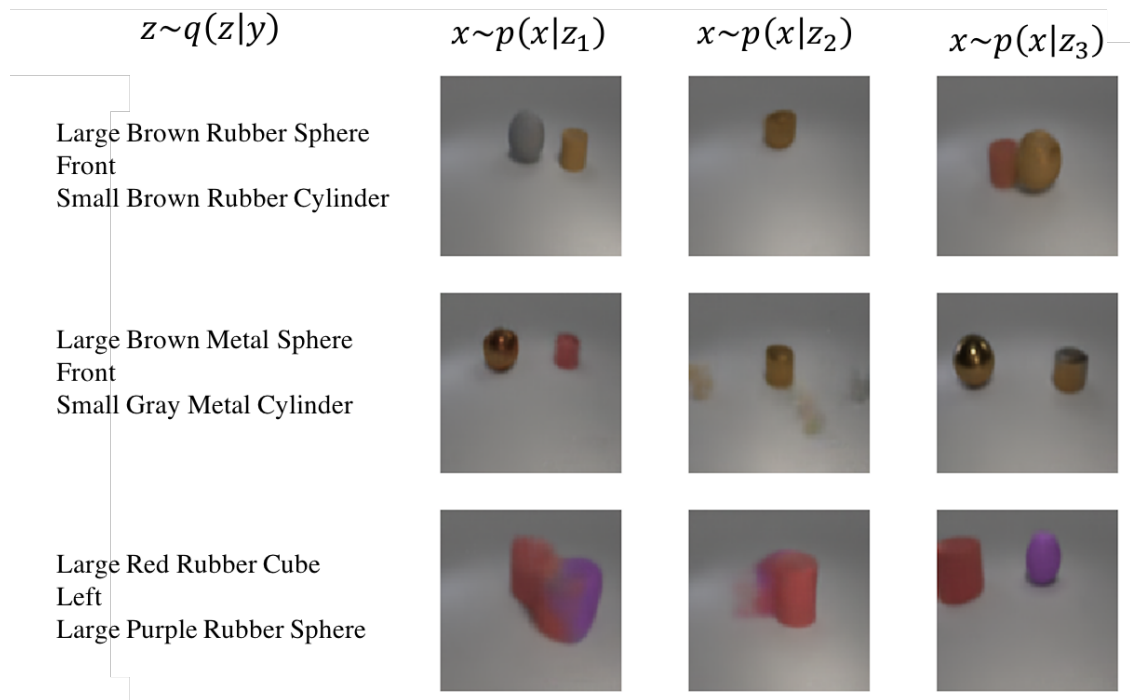 z~q(z|y)
x~p(x|z₁)
x~p(x|z₂)
x~p(x|z₃)
Large Brown Rubber Sphere
Front
Small Brown Rubber Cylinder
Large Brown Metal Sphere
Front
Small Gray Metal Cylinder
Large Red Rubber Cube
Left
Large Purple Rubber Sphere